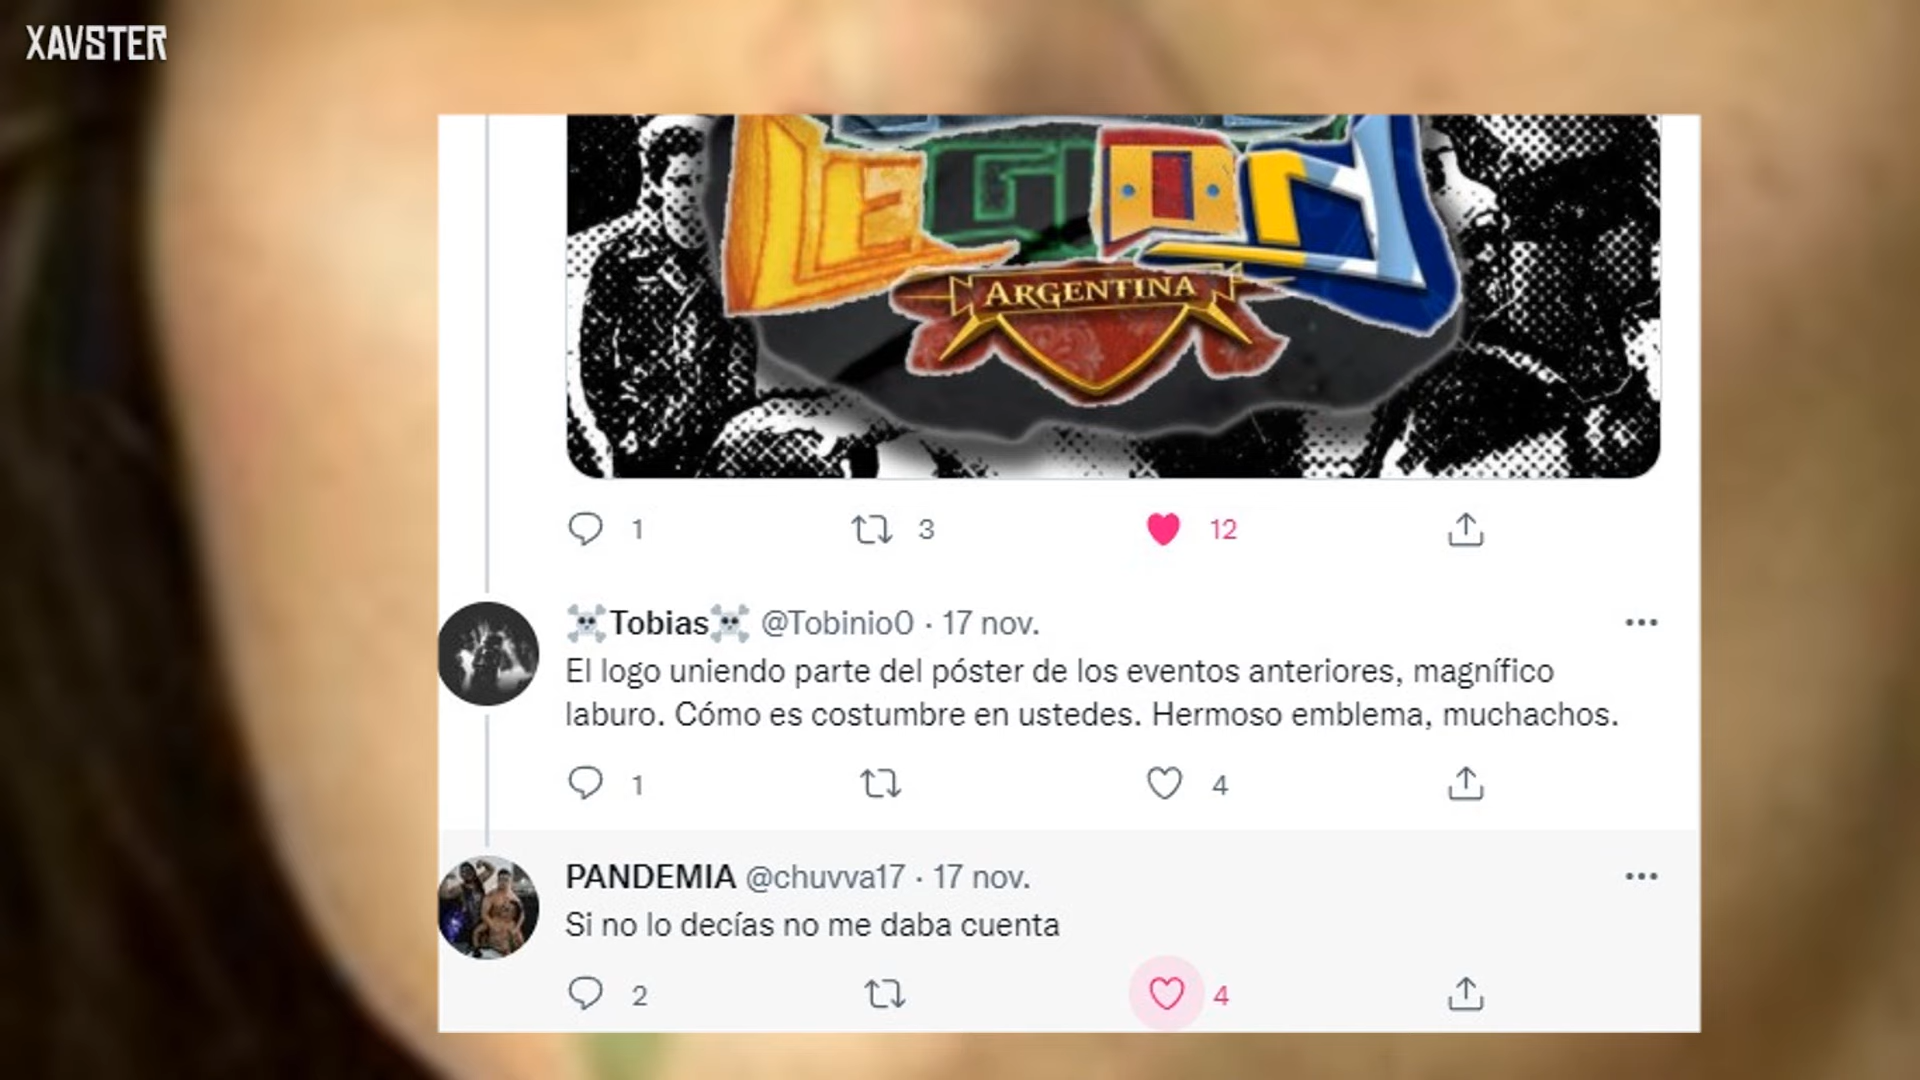 XAVSTER
LEGION
ARGENTINA
1 3 12
☠️Tobias☠️ @Tobinio0 · 17 nov.
El logo uniendo parte del póster de los eventos anteriores, magnífico
laburo. Cómo es costumbre en ustedes. Hermoso emblema, muchachos.
1 4
PANDEMIA @chuvva17 · 17 nov.
Si no lo decías no me daba cuenta
2 4